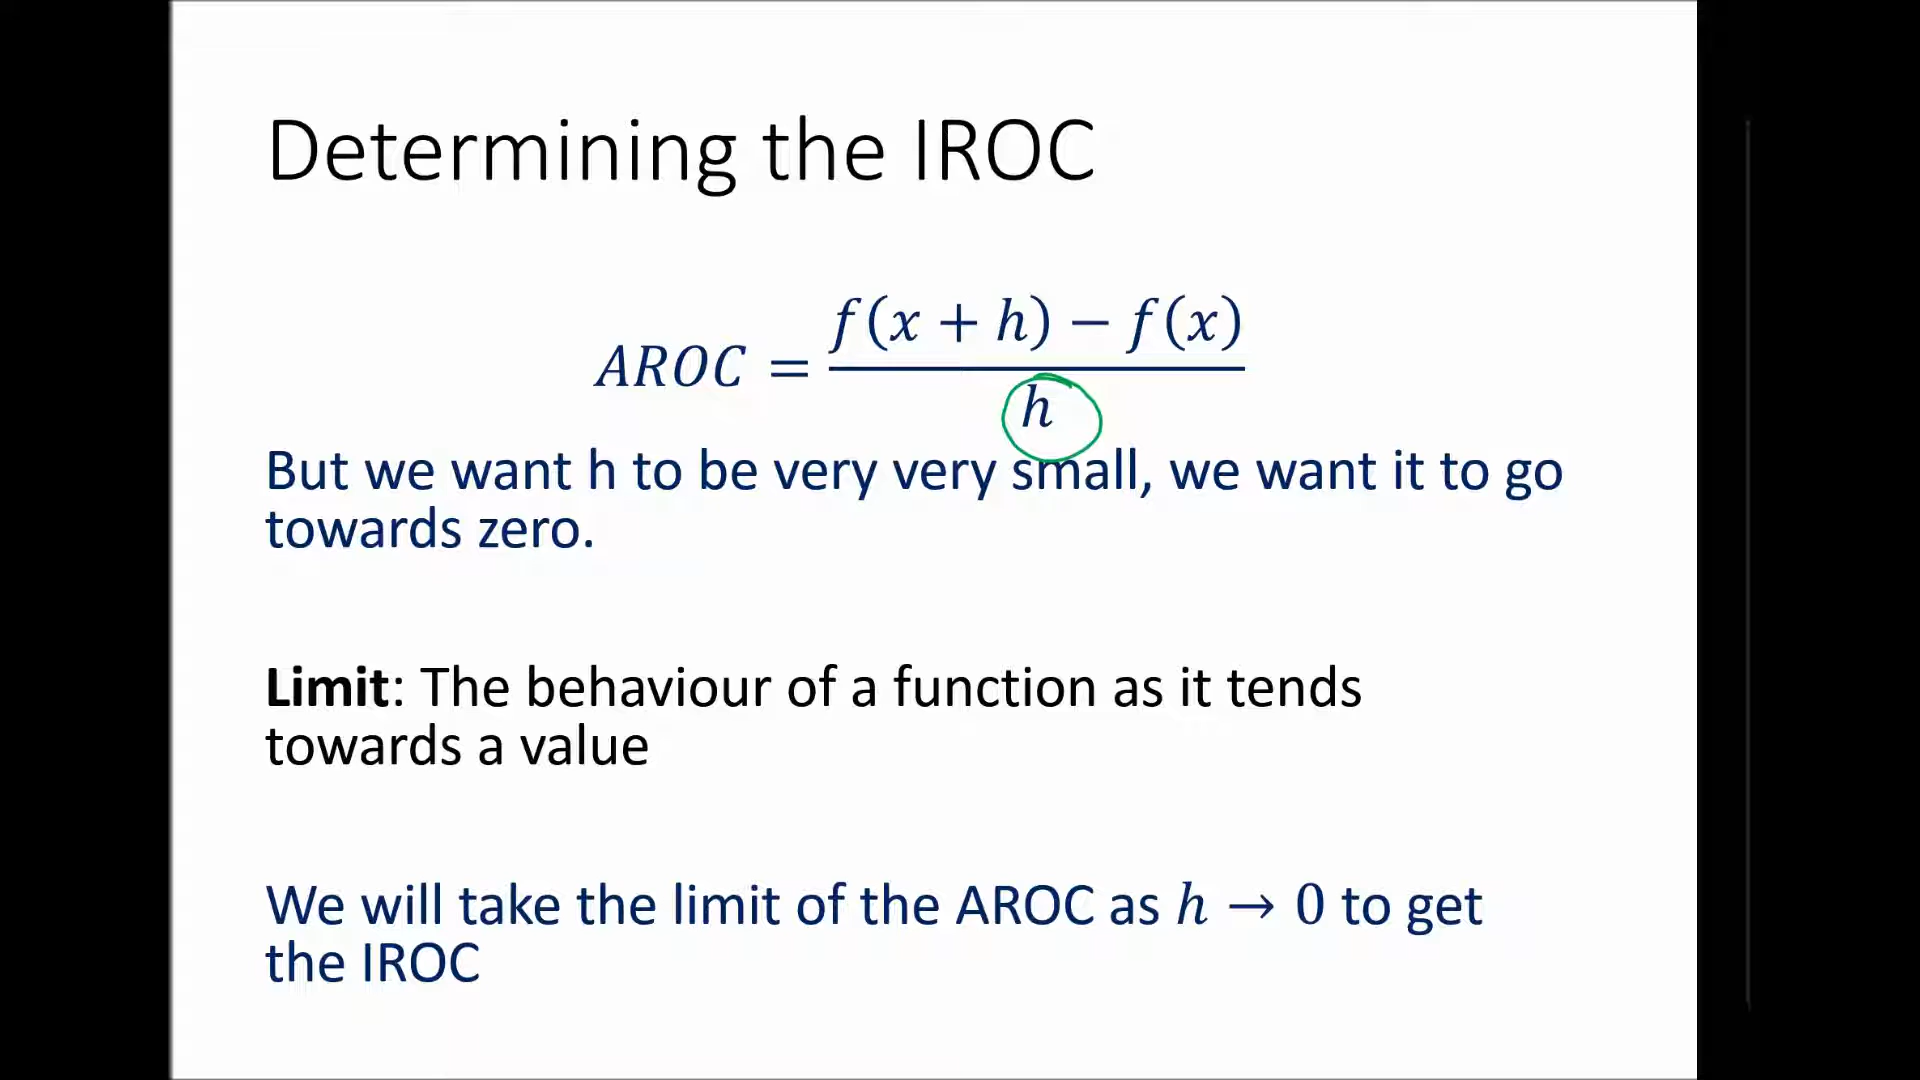 Determining the IROC
AROC = \frac{f(x + h) − f(x)}{h}
But we want h to be very very small, we want it to go
towards zero.
Limit: The behaviour of a function as it tends
towards a value
We will take the limit of the AROC as h → 0 to get
the IROC